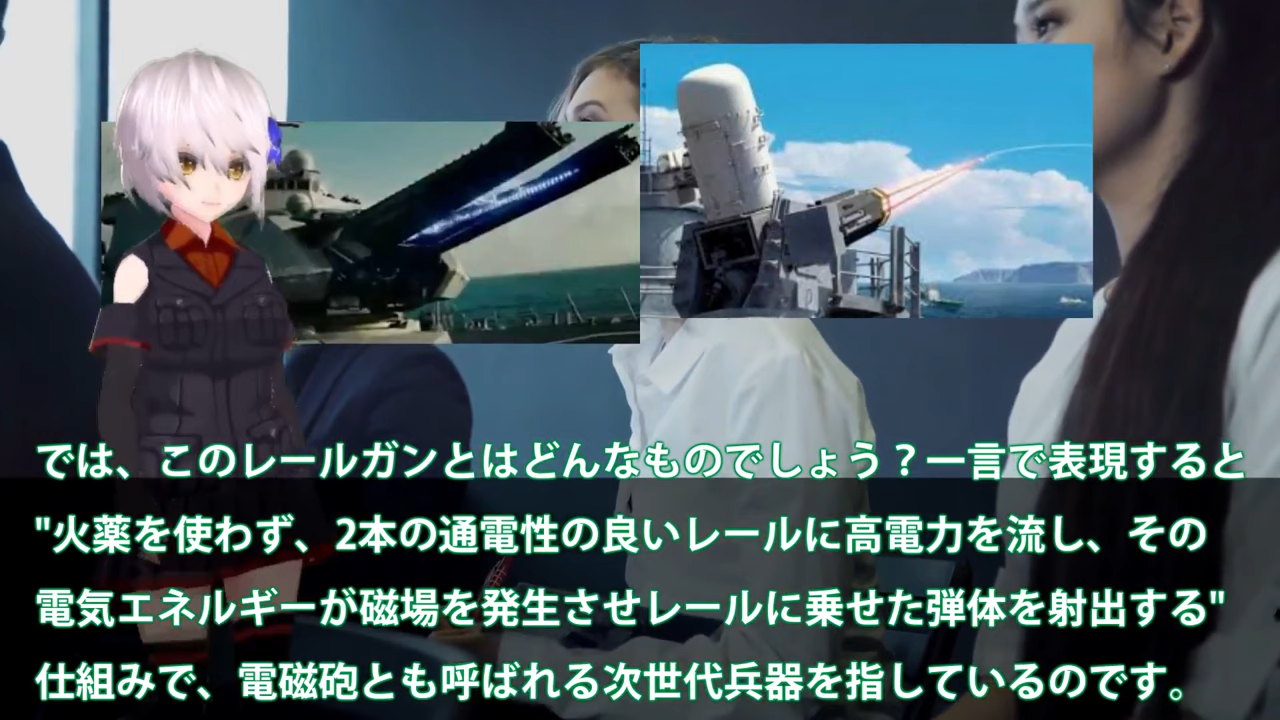 では、このレールガンとはどんなものでしょう？一言で表現すると
"火薬を使わず、2本の通電性の良いレールに高電力を流し、その
電気エネルギーが磁場を発生させレールに乗せた弾体を射出する"
仕組みで、電磁砲とも呼ばれる次世代兵器を指しているのです。